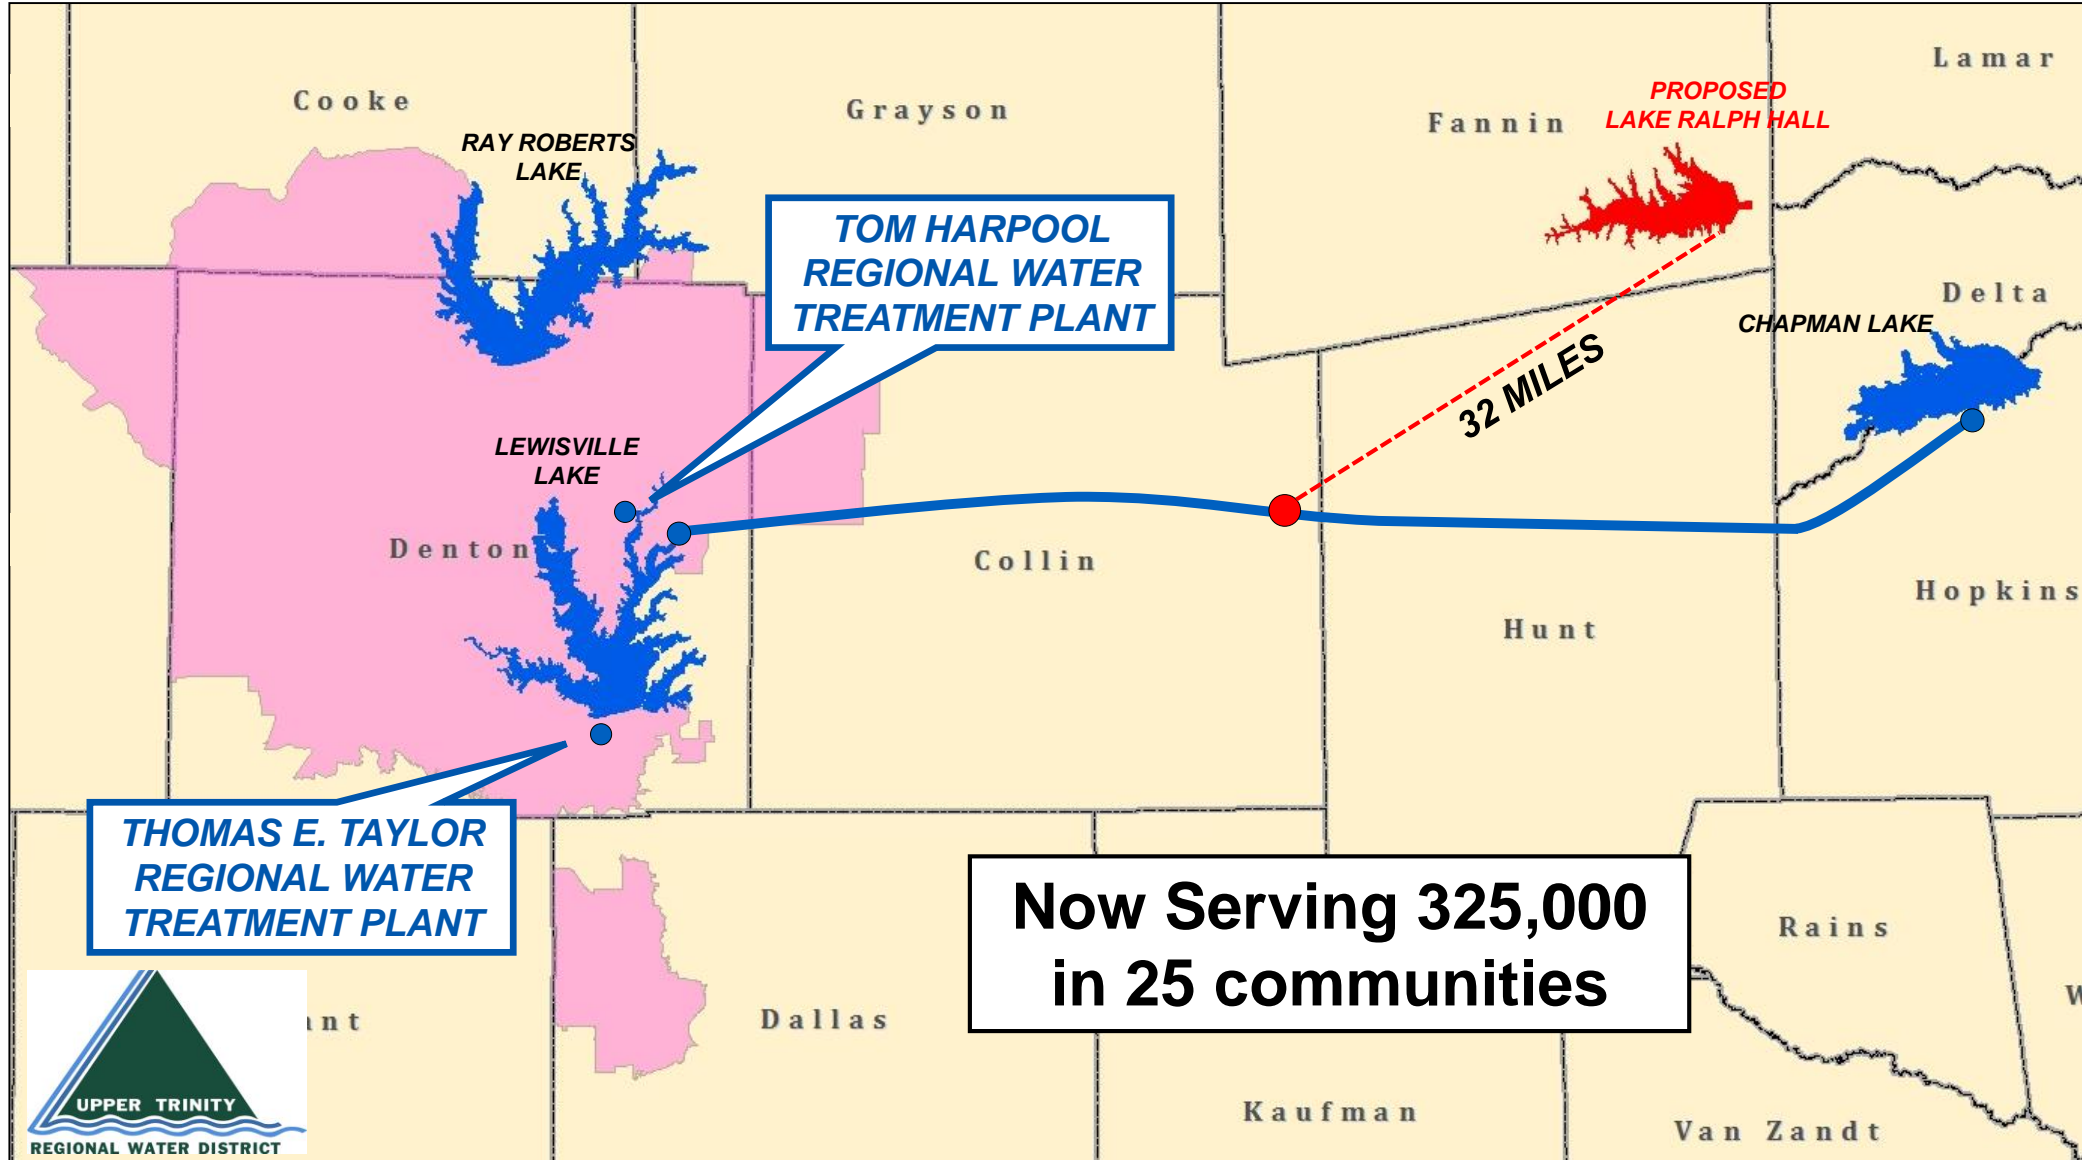 Lamar
Cooke
Grayson
Fannin
PROPOSED
LAKE RALPH HALL
RAY ROBERTS
LAKE
TOM HARPOOL
REGIONAL WATER
TREATMENT PLANT
Delta
CHAPMAN LAKE
32 MILES
LEWISVILLE
LAKE
Denton
Collin
Hopkins
Hunt
THOMAS E. TAYLOR
REGIONAL WATER
TREATMENT PLANT
Now Serving 325,000
in 25 communities
Rains
W
ant
Dallas
Kaufman
Van Zandt
UPPER TRINITY
REGIONAL WATER DISTRICT